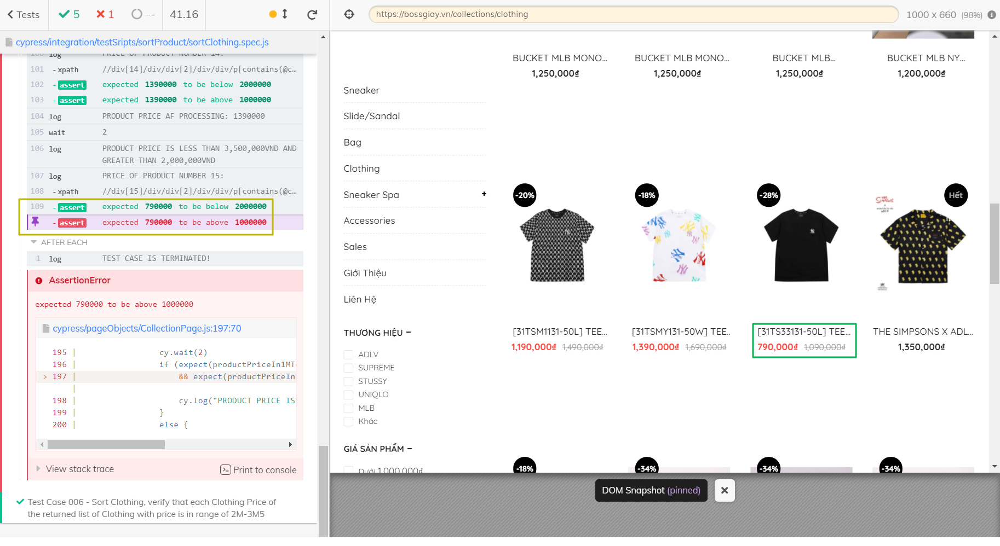 Tests
5
1
--
41.16
https://bossgiay.vn/collections/clothing
1000 x 660 (98%)
cypress/integration/testSripts/sortProduct/sortClothing.spec.js
100 log PRICE OF PRODUCT NUMBER 14:
101 -xpath //div[14]/div/div[2]/div/div/p[contains(@c…
102 -assert expected 1390000 to be below 2000000
103 -assert expected 1390000 to be above 1000000
104 log PRODUCT PRICE AF PROCESSING: 1390000
105 wait 2
106 log PRODUCT PRICE IS LESS THAN 3,500,000VND AND
GREATER THAN 2,000,000VND
107 log PRICE OF PRODUCT NUMBER 15:
108 -xpath //div[15]/div/div[2]/div/div/p[contains(@c…
109 -assert expected 790000 to be below 2000000
-assert expected 790000 to be above 1000000
AFTER EACH
1 log TEST CASE IS TERMINATED!
AssertionError
expected 790000 to be above 1000000
cypress/pageObjects/CollectionPage.js:197:70
195 | cy.wait(2)
196 | if (expect(productPriceIn1MT
> 197 | && expect(productPriceIn
|
198 | cy.log("PRODUCT PRICE IS
199 | }
200 | else {
View stack trace
Print to console
Test Case 006 - Sort Clothing, verify that each Clothing Price of
the returned list of Clothing with price is in range of 2M-3M5
BUCKET MLB MONO... BUCKET MLB MONO... BUCKET MLB... BUCKET MLB NY...
1,250,000₫ 1,250,000₫ 1,250,000₫ 1,200,000₫
Sneaker
Slide/Sandal
Bag
Clothing
Sneaker Spa +
Accessories
Sales
Giới Thiệu
Liên Hệ
THƯƠNG HIỆU −
ADLV
SUPREME
STUSSY
UNIQLO
MLB
Khác
GIÁ SẢN PHẨM −
Dưới 1,000,000₫
-20% -18% -28% Hết
The Simpsons
[31TSM1131-50L] TEE... [31TSMY131-50W] TEE.. [31TS33131-50L] TEE... THE SIMPSONS X ADL...
1,190,000₫ 1,490,000₫ 1,390,000₫ 1,690,000₫ 790,000₫ 1,090,000₫ 1,350,000₫
-18% -34% -34% -34%
DOM Snapshot (pinned)